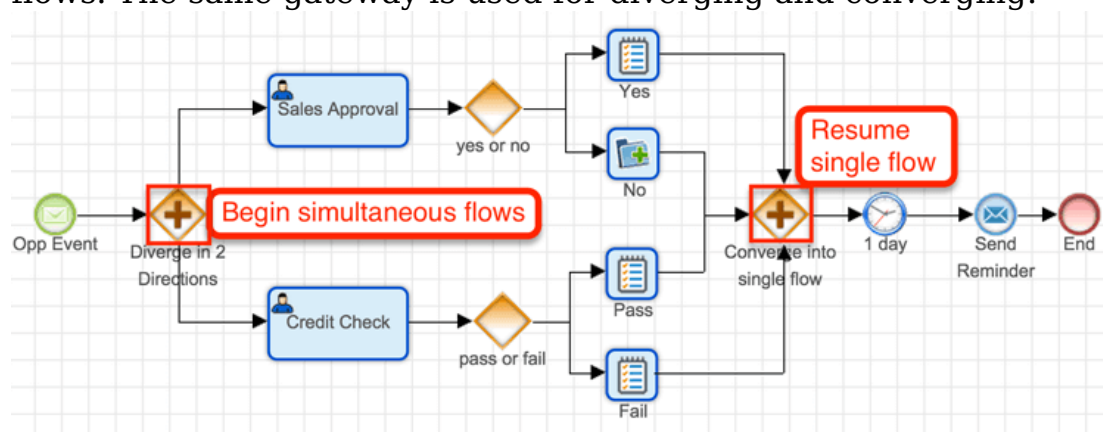 flows. The same gateway is used for diverging and converging.
Yes
Sales Approval
yes or no
Resume
single flow
No
Begin simultaneous flows
Opp Event
Diverge in 2
Directions
Converge into
single flow
1 day
Send
Reminder
End
Pass
Credit Check
pass or fail
Fail